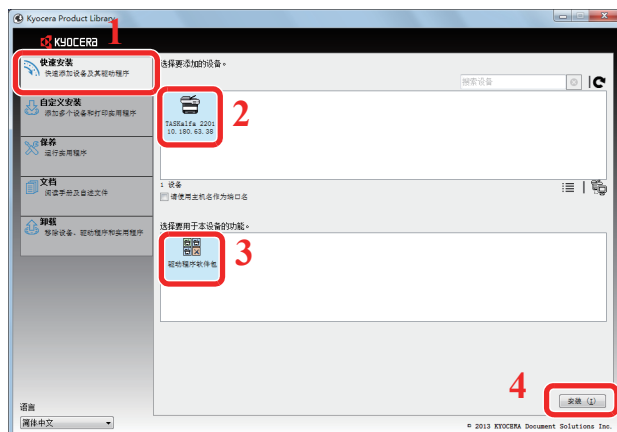 Kyocera Product Library
1
KYOCERA
快速安装
快速添加设备及其驱动程序
自定义安装
添加多个设备和打印实用程序
保养
运行实用程序
文档
阅读手册及自述文件
卸载
移除设备、驱动程序和实用程序
选择要添加的设备。
搜索设备
TASKalfa 2201
10.180.63.38
2
1 设备
请使用主机名作为端口名
选择要用于本设备的功能。
驱动程序软件包
3
4
安装 (I)
语言
简体中文
© 2013 KYOCERA Document Solutions Inc.